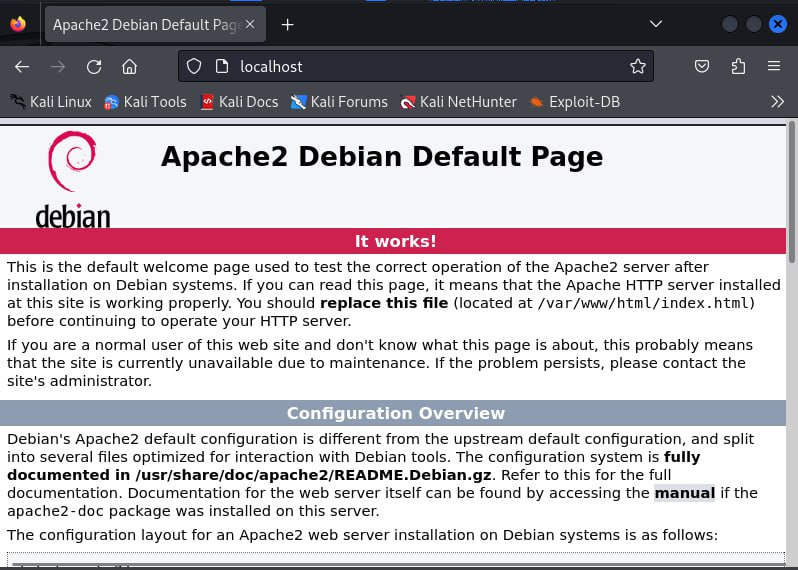 Apache2 Debian Default Page
localhost
Kali Linux Kali Tools Kali Docs Kali Forums Kali NetHunter Exploit-DB
Apache2 Debian Default Page
debian
It works!
This is the default welcome page used to test the correct operation of the Apache2 server after
installation on Debian systems. If you can read this page, it means that the Apache HTTP server installed
at this site is working properly. You should replace this file (located at /var/www/html/index.html)
before continuing to operate your HTTP server.
If you are a normal user of this web site and don't know what this page is about, this probably means
that the site is currently unavailable due to maintenance. If the problem persists, please contact the
site's administrator.
Configuration Overview
Debian's Apache2 default configuration is different from the upstream default configuration, and split
into several files optimized for interaction with Debian tools. The configuration system is fully
documented in /usr/share/doc/apache2/README.Debian.gz. Refer to this for the full
documentation. Documentation for the web server itself can be found by accessing the manual if the
apache2-doc package was installed on this server.
The configuration layout for an Apache2 web server installation on Debian systems is as follows: